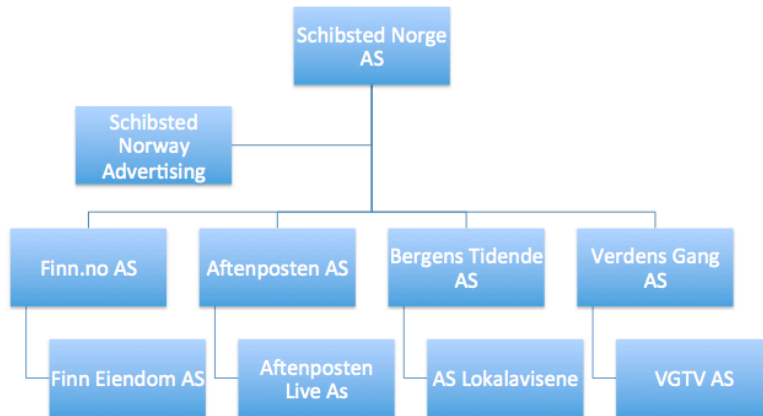 Schibsted Norge
AS
Schibsted
Norway
Advertising
Finn.no AS
Aftenposten AS
Bergens Tidende
AS
Verdens Gang
AS
Finn Eiendom AS
Aftenposten
Live As
AS Lokalavisene
VGTV AS